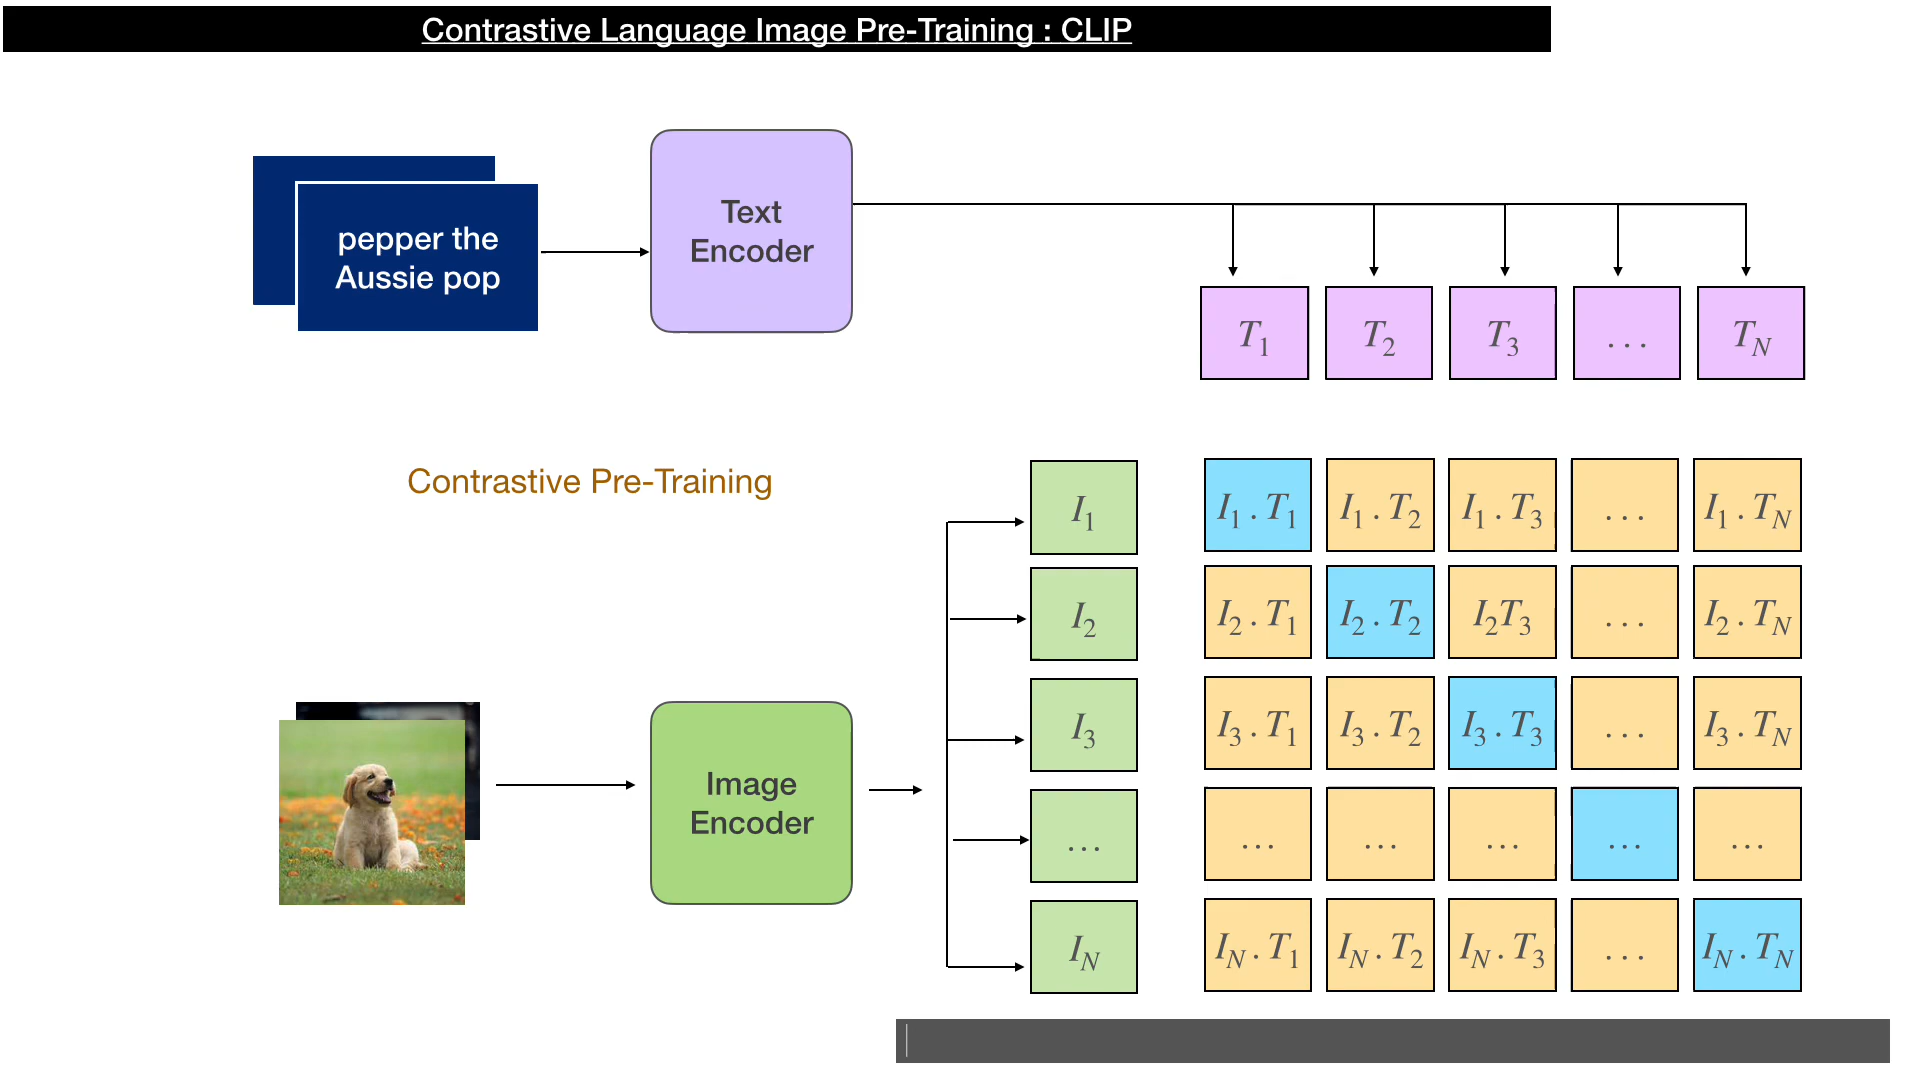 Contrastive Language Image Pre-Training : CLIP
pepper the
Aussie pop
Text
Encoder
T1 T2 T3 ... TN
Contrastive Pre-Training
I1 I1 . T1 I1 . T2 I1 . T3 ... I1 . TN
I2 I2 . T1 I2 . T2 I2T3 ... I2 . TN
I3 I3 . T1 I3 . T2 I3 . T3 ... I3 . TN
Image
Encoder
... ... ... ... ... ...
IN IN . T1 IN . T2 IN . T3 ... IN . TN